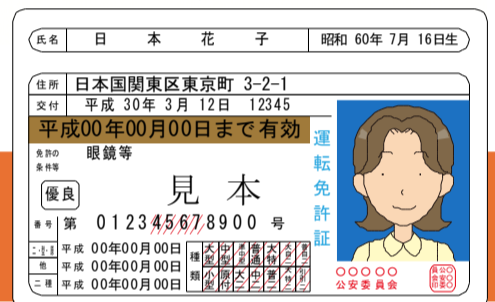 氏名 日本花子 昭和 60年 7月 16日生
住所 日本国関東区東京町 3-2-1
交付 平成 30年 3月 12日 12345
平成00年00月00日まで有効
免許の条件等 眼鏡等
見本
優良
番号 第 012345678900 号
二・小・原 平成 00年00月00日
他 平成 00年00月00日
二種 平成 00年00月00日
種類 大型 中型 準中型 普通 大特 大自二 普自二
小型 原付 大二 中二 普二 大特二 引引二
運転免許証
○○○○○
公安委員会